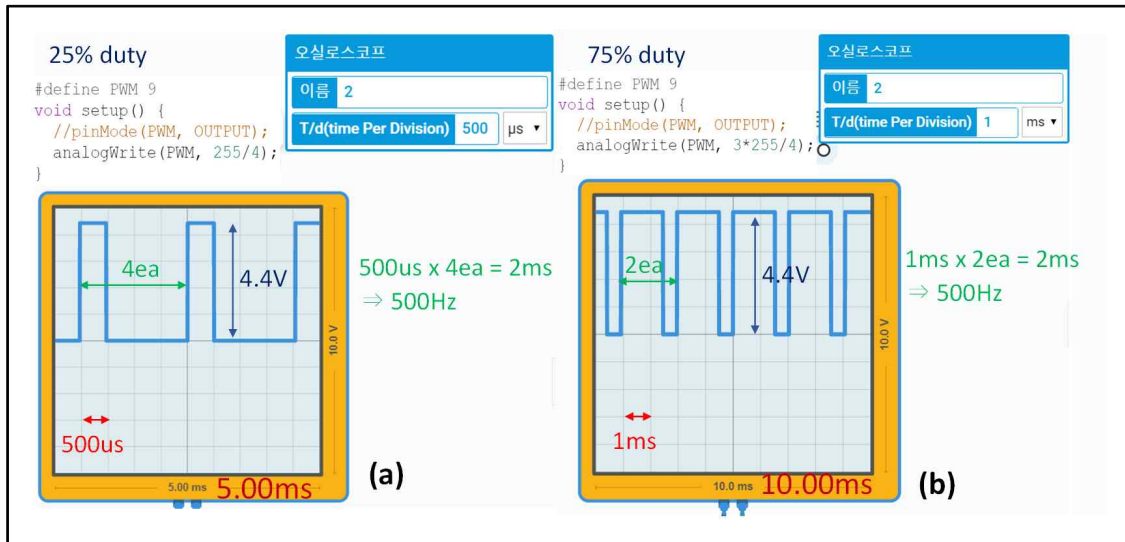 25% duty
#define PWM 9
void setup() {
//pinMode(PWM, OUTPUT);
analogWrite(PWM, 255/4);
}
오실로스코프
이름 2
T/d(time Per Division) 500 μs
4ea
4.4V
500us
10.0 V
5.00 ms
5.00ms
500us x 4ea = 2ms
⇒ 500Hz
(a)
75% duty
#define PWM 9
void setup() {
//pinMode(PWM, OUTPUT);
analogWrite(PWM, 3*255/4);
}
오실로스코프
이름 2
T/d(time Per Division) 1 ms
2ea
4.4V
1ms
10.0 V
10.0 ms
10.00ms
1ms x 2ea = 2ms
⇒ 500Hz
(b)